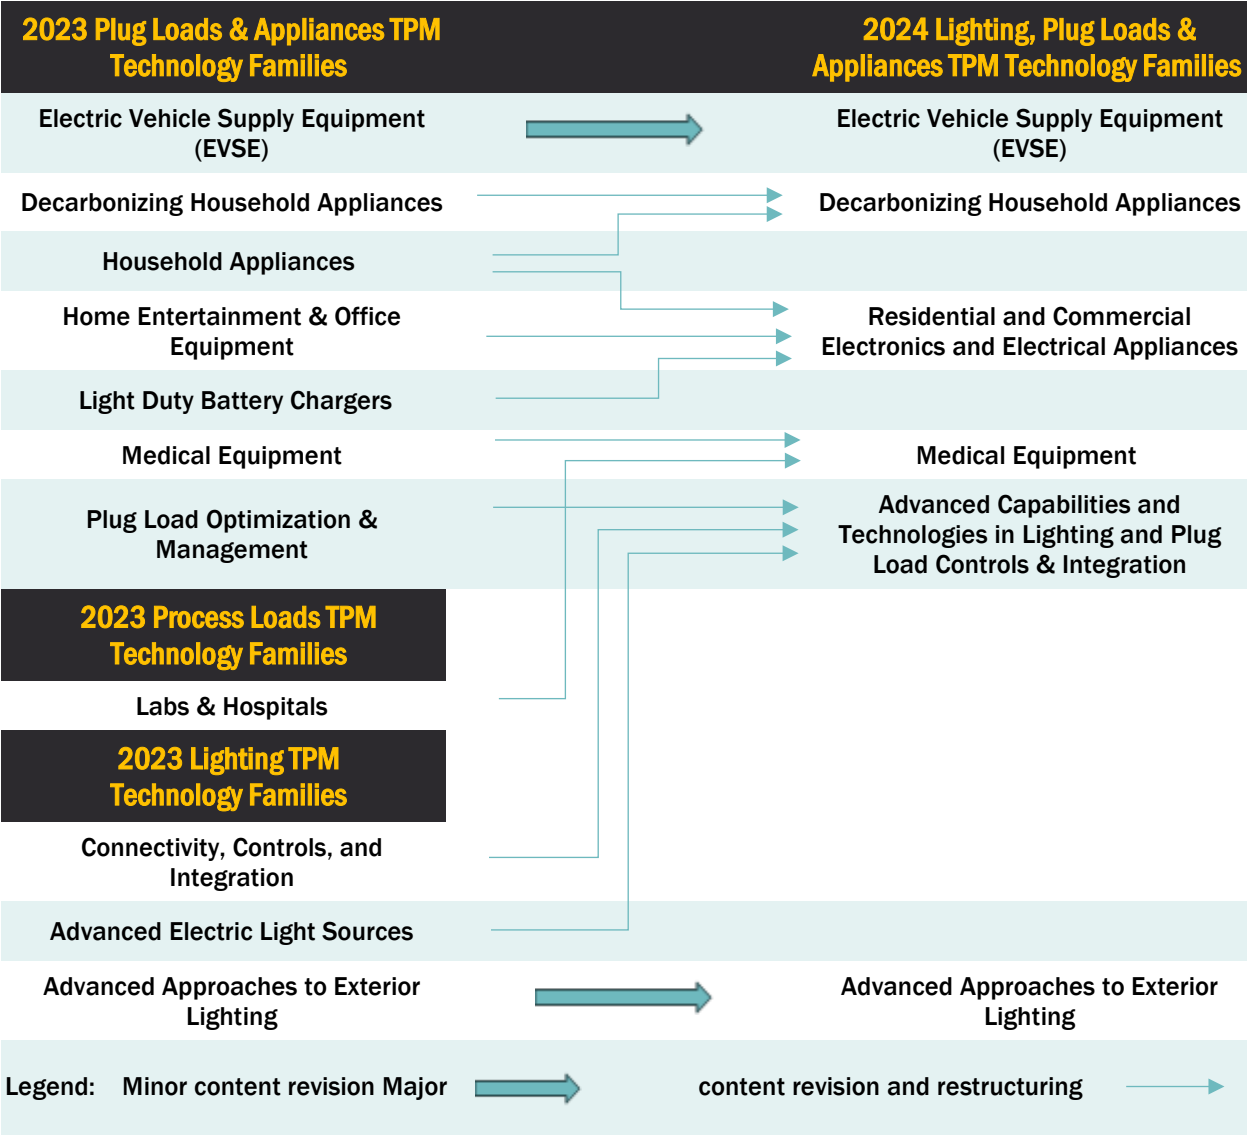 2023 Plug Loads & Appliances TPM
Technology Families
2024 Lighting, Plug Loads &
Appliances TPM Technology Families
Electric Vehicle Supply Equipment
(EVSE)
Electric Vehicle Supply Equipment
(EVSE)
Decarbonizing Household Appliances
Decarbonizing Household Appliances
Household Appliances
Home Entertainment & Office
Equipment
Residential and Commercial
Electronics and Electrical Appliances
Light Duty Battery Chargers
Medical Equipment
Medical Equipment
Plug Load Optimization &
Management
Advanced Capabilities and
Technologies in Lighting and Plug
Load Controls & Integration
2023 Process Loads TPM
Technology Families
Labs & Hospitals
2023 Lighting TPM
Technology Families
Connectivity, Controls, and
Integration
Advanced Electric Light Sources
Advanced Approaches to Exterior
Lighting
Advanced Approaches to Exterior
Lighting
Legend: Minor content revision Major content revision and restructuring